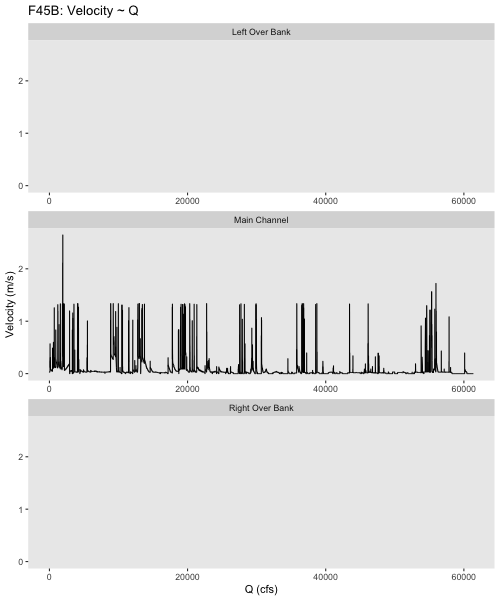 F45B: Velocity ~ Q
Left Over Bank
2
1
0
0 20000 40000 60000
Main Channel
Velocity (m/s)
2
1
0
0 20000 40000 60000
Right Over Bank
2
1
0
0 20000 40000 60000
Q (cfs)